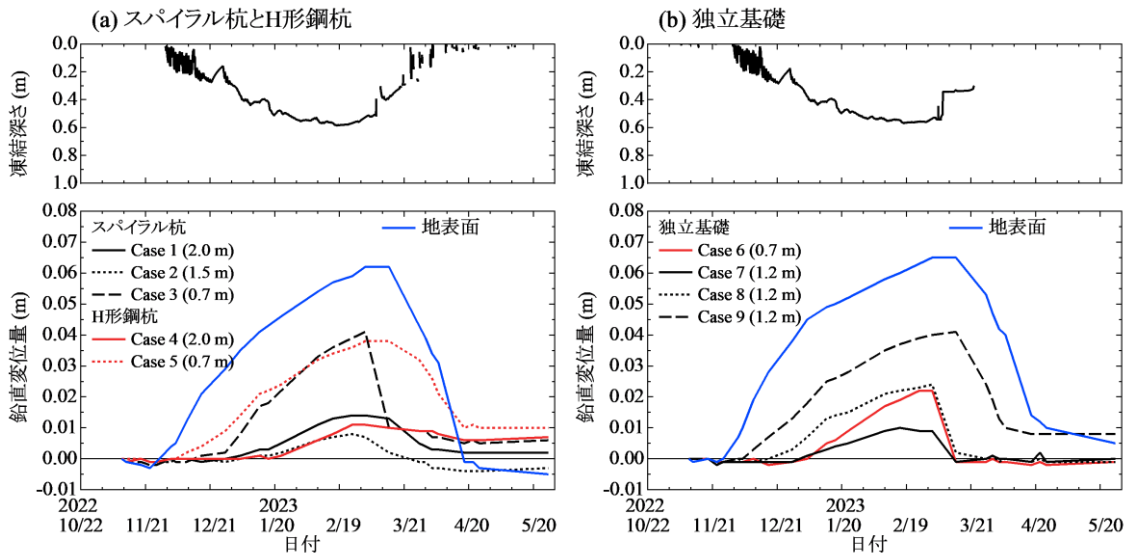 (a) スパイラル杭とH形鋼杭
凍結深さ (m)
0.0
0.2
0.4
0.6
0.8
1.0
鉛直変位量 (m)
0.08
0.07
0.06
0.05
0.04
0.03
0.02
0.01
0.00
-0.01
スパイラル杭
Case 1 (2.0 m)
Case 2 (1.5 m)
Case 3 (0.7 m)
H形鋼杭
Case 4 (2.0 m)
Case 5 (0.7 m)
地表面
2022 2023
10/22 11/21 12/21 1/20 2/19 3/21 4/20 5/20
日付
(b) 独立基礎
凍結深さ (m)
0.0
0.2
0.4
0.6
0.8
1.0
鉛直変位量 (m)
0.08
0.07
0.06
0.05
0.04
0.03
0.02
0.01
0.00
-0.01
独立基礎
Case 6 (0.7 m)
Case 7 (1.2 m)
Case 8 (1.2 m)
Case 9 (1.2 m)
地表面
2022 2023
10/22 11/21 12/21 1/20 2/19 3/21 4/20 5/20
日付